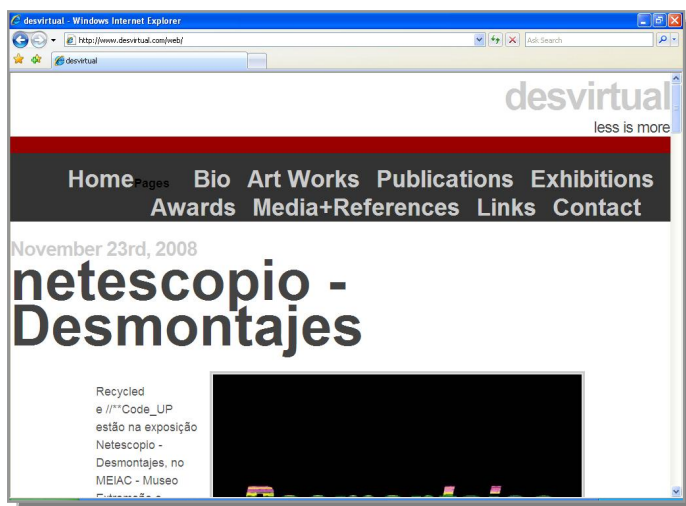 desvirtual - Windows Internet Explorer
http://www.desvirtual.com/web/
Ask Search
desvirtual
desvirtual
less is more
Home Pages Bio Art Works Publications Exhibitions
Awards Media+References Links Contact
November 23rd, 2008
netescopio -
Desmontajes
Recycled
e //**Code_UP
estão na exposição
Netescopio -
Desmontajes, no
MEIAC - Museo